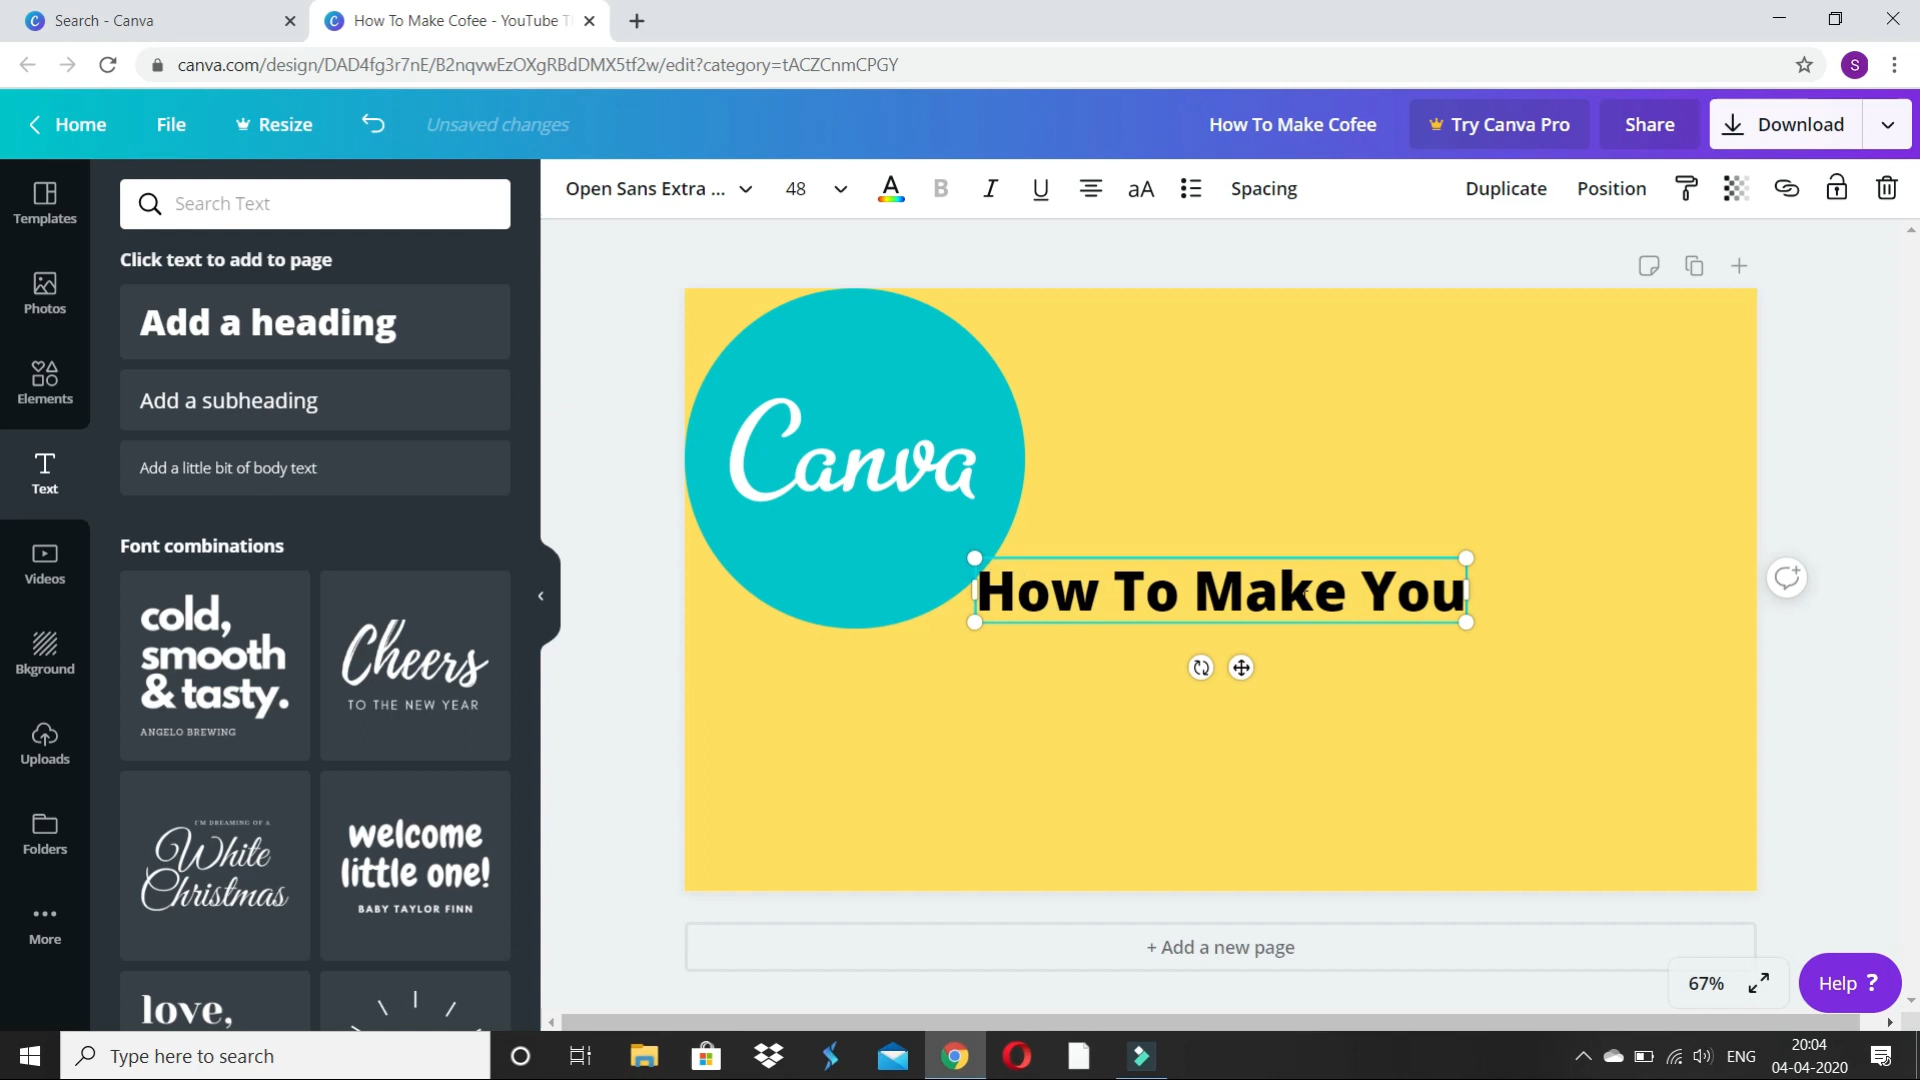 Search - Canva
How To Make Cofee - YouTube T
canva.com/design/DAD4fg3r7nE/B2nqvwEzOXgRBdDMX5tf2w/edit?category=tACZCnmCPGY
S
Home
File
Resize
Unsaved changes
How To Make Cofee
Try Canva Pro
Share
Download
Templates
Photos
Elements
Text
Videos
Bkground
Uploads
Folders
More
Search Text
Click text to add to page
Add a heading
Add a subheading
Add a little bit of body text
Font combinations
cold,
smooth
& tasty.
ANGELO BREWING
Cheers
TO THE NEW YEAR
I'M DREAMING OF A
White
Christmas
welcome
little one!
BABY TAYLOR FINN
love,
Open Sans Extra ...
48
A
B
I
U
aA
Spacing
Duplicate
Position
Canva
How To Make You
+ Add a new page
67%
Help ?
Type here to search
ENG
20:04
04-04-2020